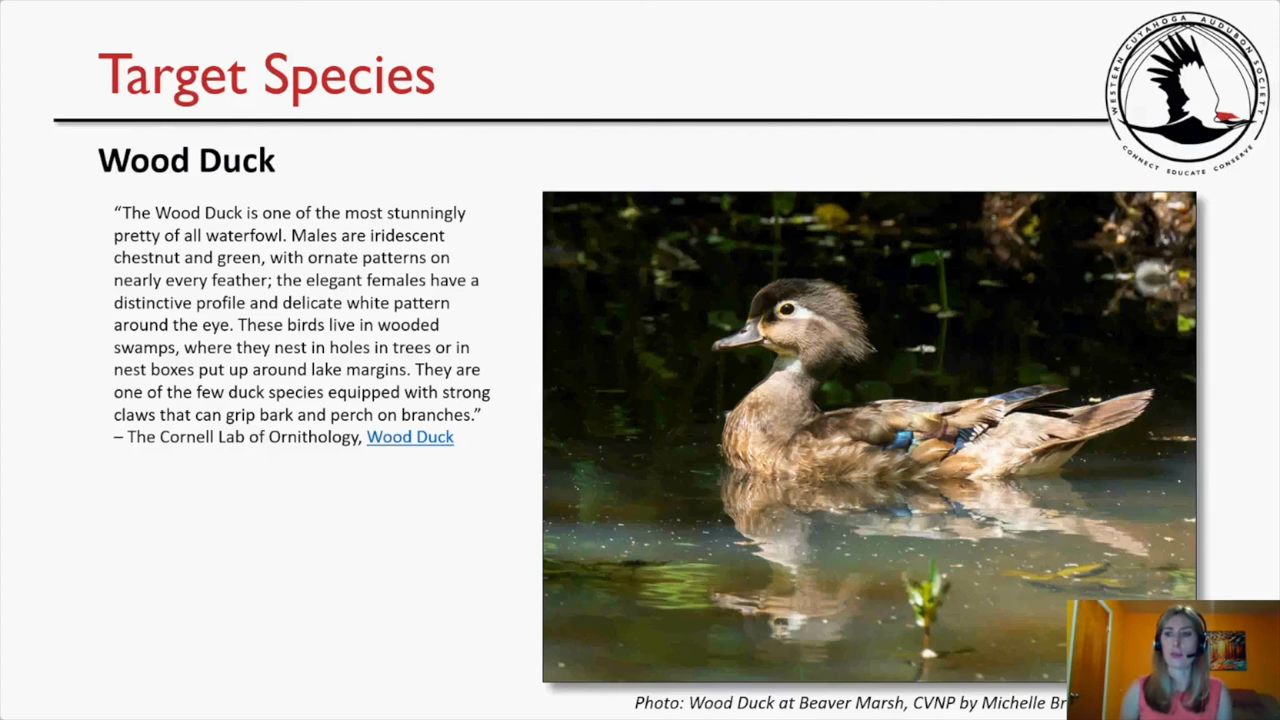 Target Species
WESTERN CUYAHOGA AUDUBON SOCIETY
CONNECT EDUCATE CONSERVE
Wood Duck
“The Wood Duck is one of the most stunningly
pretty of all waterfowl. Males are iridescent
chestnut and green, with ornate patterns on
nearly every feather; the elegant females have a
distinctive profile and delicate white pattern
around the eye. These birds live in wooded
swamps, where they nest in holes in trees or in
nest boxes put up around lake margins. They are
one of the few duck species equipped with strong
claws that can grip bark and perch on branches.”
– The Cornell Lab of Ornithology, Wood Duck
Photo: Wood Duck at Beaver Marsh, CVNP by Michelle